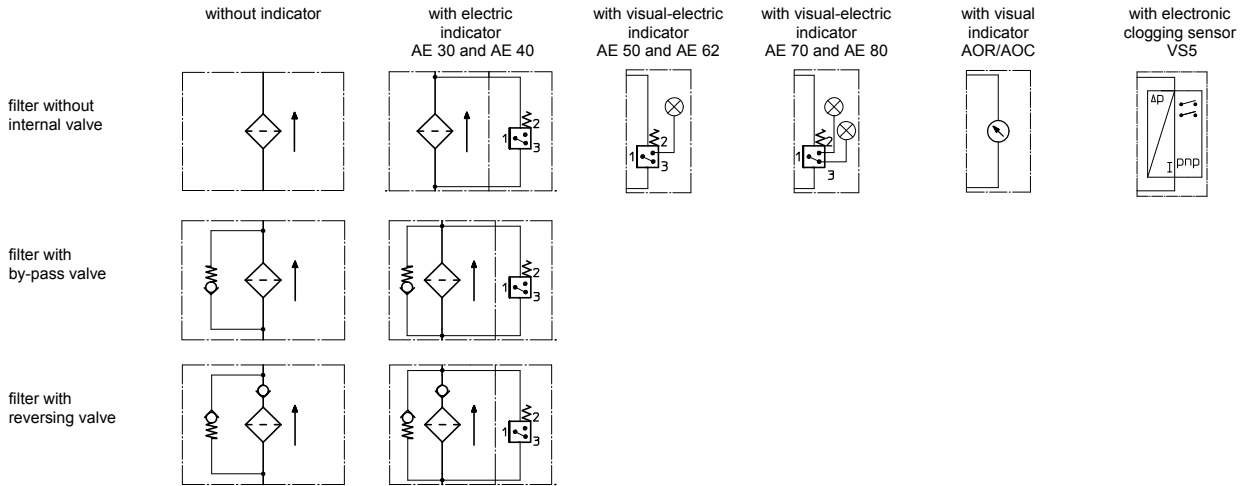 without indicator
with electric
indicator
AE 30 and AE 40
with visual-electric
indicator
AE 50 and AE 62
with visual-electric
indicator
AE 70 and AE 80
with visual
indicator
AOR/AOC
with electronic
clogging sensor
VS5
filter without
internal valve
1
2
3
1
2
3
1
2
3
Δp
I
pnp
filter with
by-pass valve
1
2
3
filter with
reversing valve
1
2
3